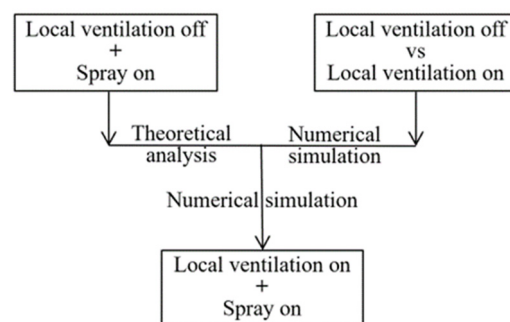 Local ventilation off
+
Spray on
Local ventilation off
vs
Local ventilation on
Theoretical
analysis
Numerical
simulation
Numerical simulation
Local ventilation on
+
Spray on